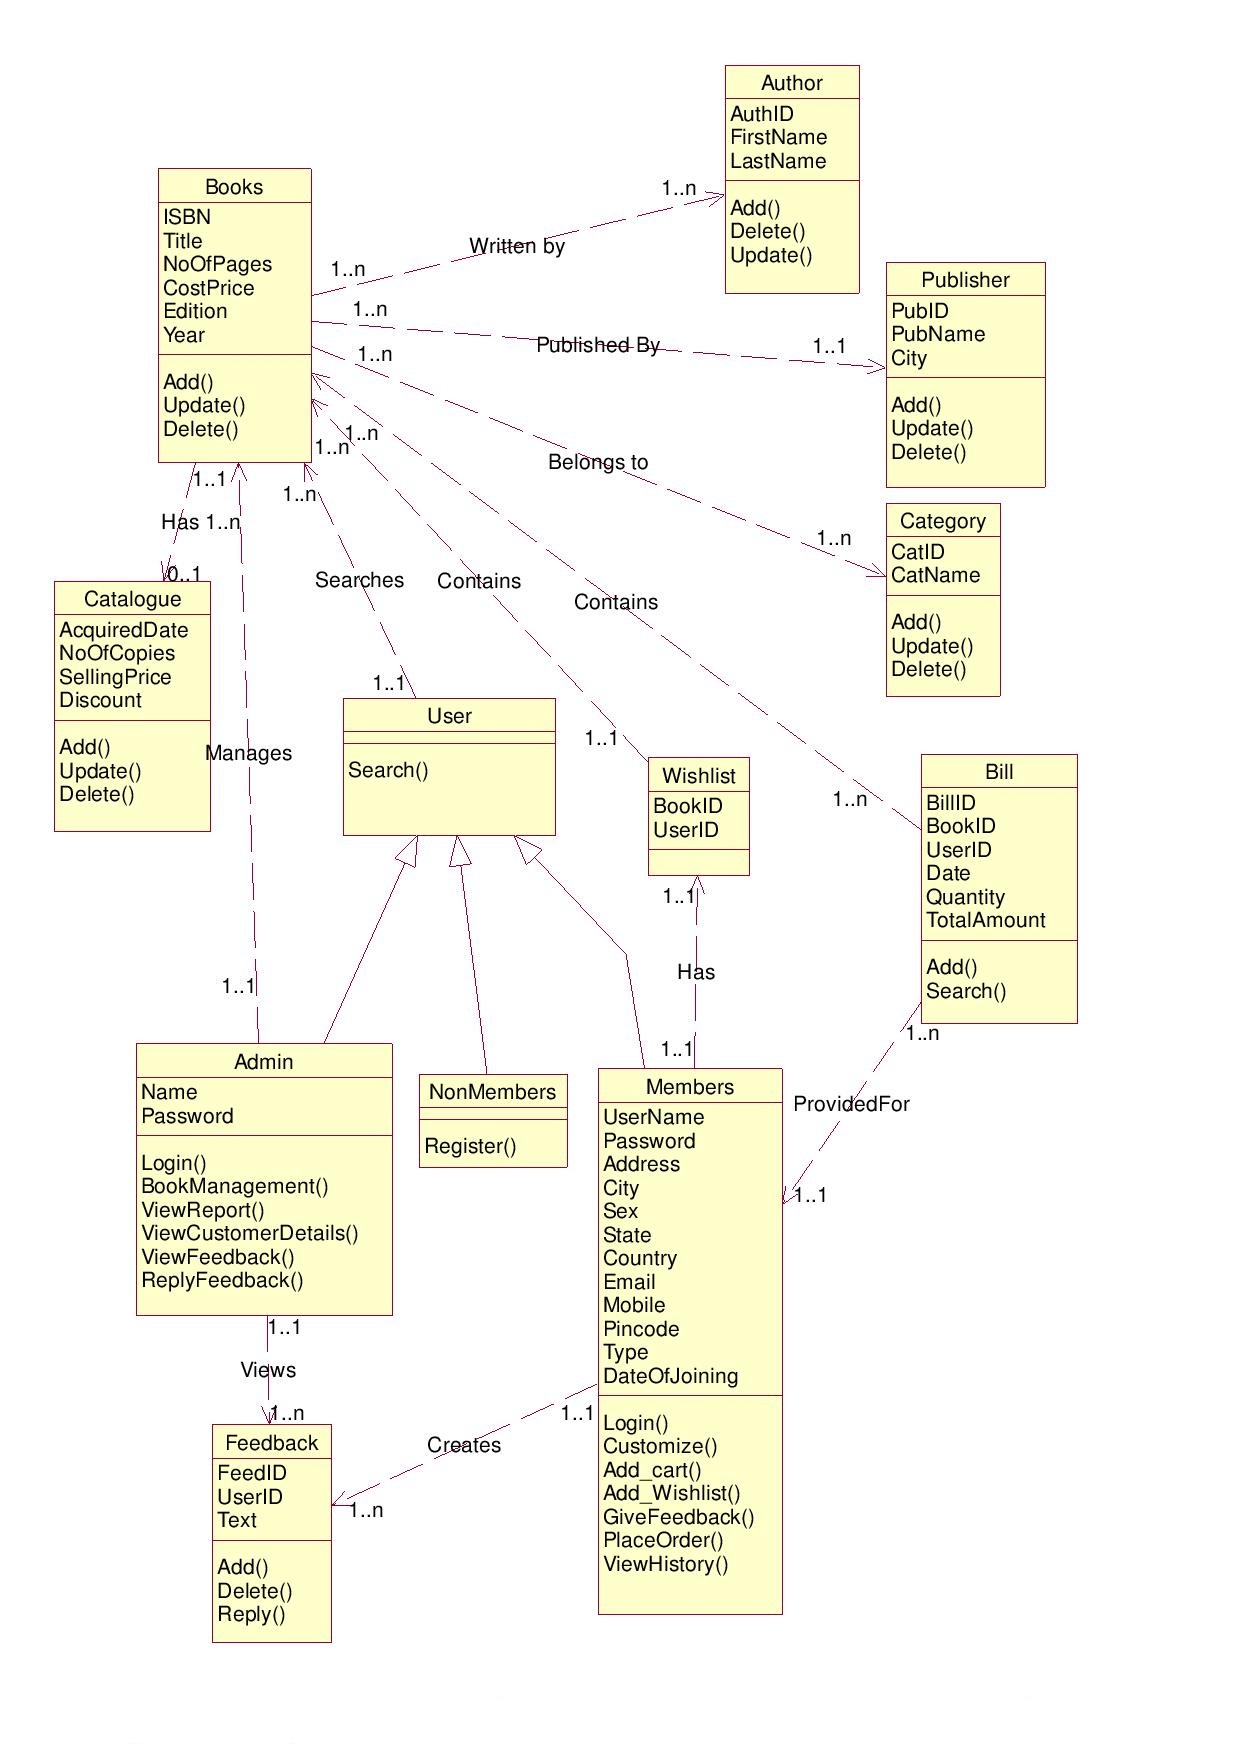 Author
AuthID
FirstName
LastName
Add()
Delete()
Update()
Books
ISBN
Title
NoOfPages
CostPrice
Edition
Year
Add()
Update()
Delete()
1..n
Written by
1..n
Publisher
PubID
PubName
City
Add()
Update()
Delete()
1..n
Published By
1..1
1..n
Belongs to
1..n
Category
CatID
CatName
Add()
Update()
Delete()
1..n
1..n
1..1
Has
1..n
0..1
1..n
Searches
1..1
Contains
1..1
Contains
1..n
Catalogue
AcquiredDate
NoOfCopies
SellingPrice
Discount
Add()
Update()
Delete()
Manages
1..1
User
Search()
Wishlist
BookID
UserID
1..1
Has
1..1
Bill
BillID
BookID
UserID
Date
Quantity
TotalAmount
Add()
Search()
1..n
ProvidedFor
1..1
Admin
Name
Password
Login()
BookManagement()
ViewReport()
ViewCustomerDetails()
ViewFeedback()
ReplyFeedback()
NonMembers
Register()
Members
UserName
Password
Address
City
Sex
State
Country
Email
Mobile
Pincode
Type
DateOfJoining
Login()
Customize()
Add_cart()
Add_Wishlist()
GiveFeedback()
PlaceOrder()
ViewHistory()
1..1
Views
1..n
1..1
Creates
1..n
Feedback
FeedID
UserID
Text
Add()
Delete()
Reply()